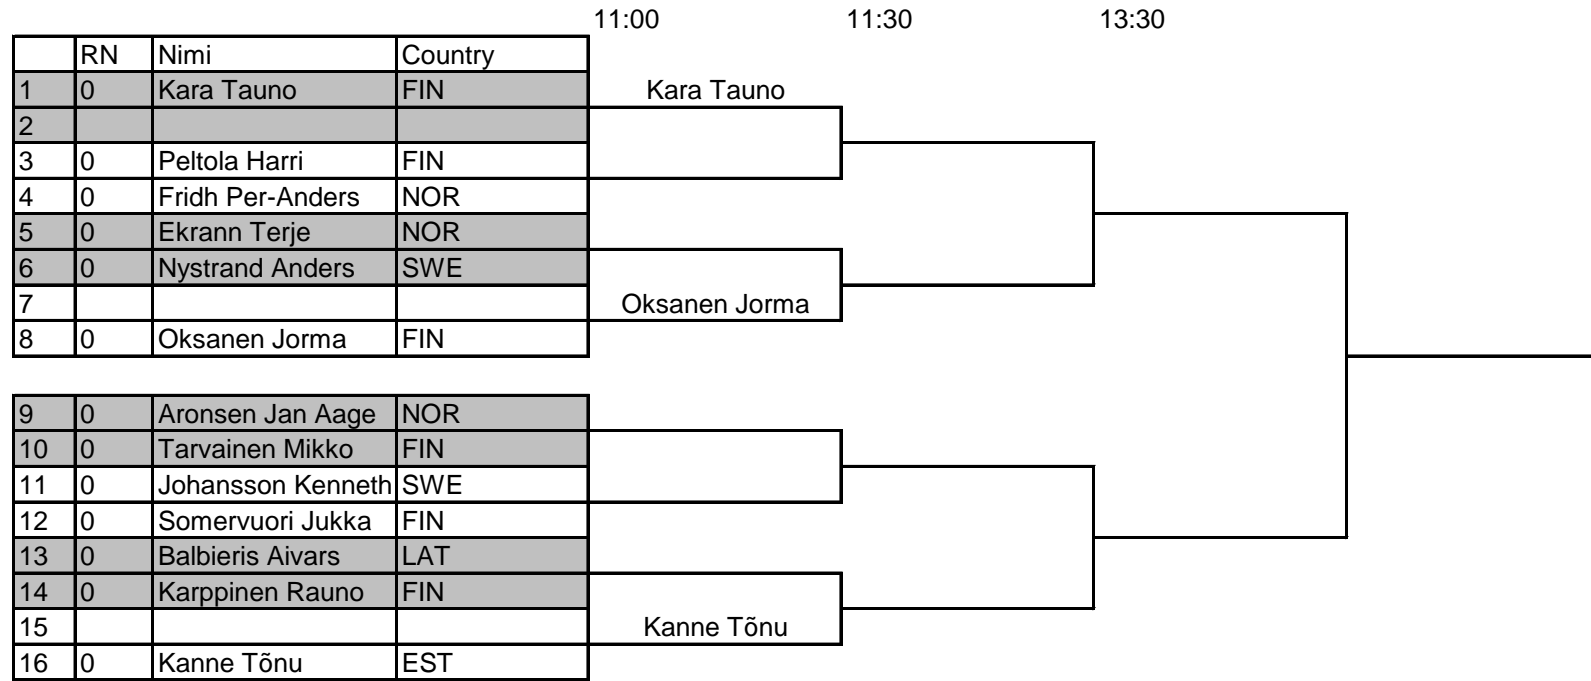 11:00 11:30 13:30
RN Nimi Country
1 0 Kara Tauno FIN Kara Tauno
2
3 0 Peltola Harri FIN
4 0 Fridh Per-Anders NOR
5 0 Ekrann Terje NOR
6 0 Nystrand Anders SWE
7 Oksanen Jorma
8 0 Oksanen Jorma FIN
9 0 Aronsen Jan Aage NOR
10 0 Tarvainen Mikko FIN
11 0 Johansson Kenneth SWE
12 0 Somervuori Jukka FIN
13 0 Balbieris Aivars LAT
14 0 Karppinen Rauno FIN
15 Kanne Tõnu
16 0 Kanne Tõnu EST